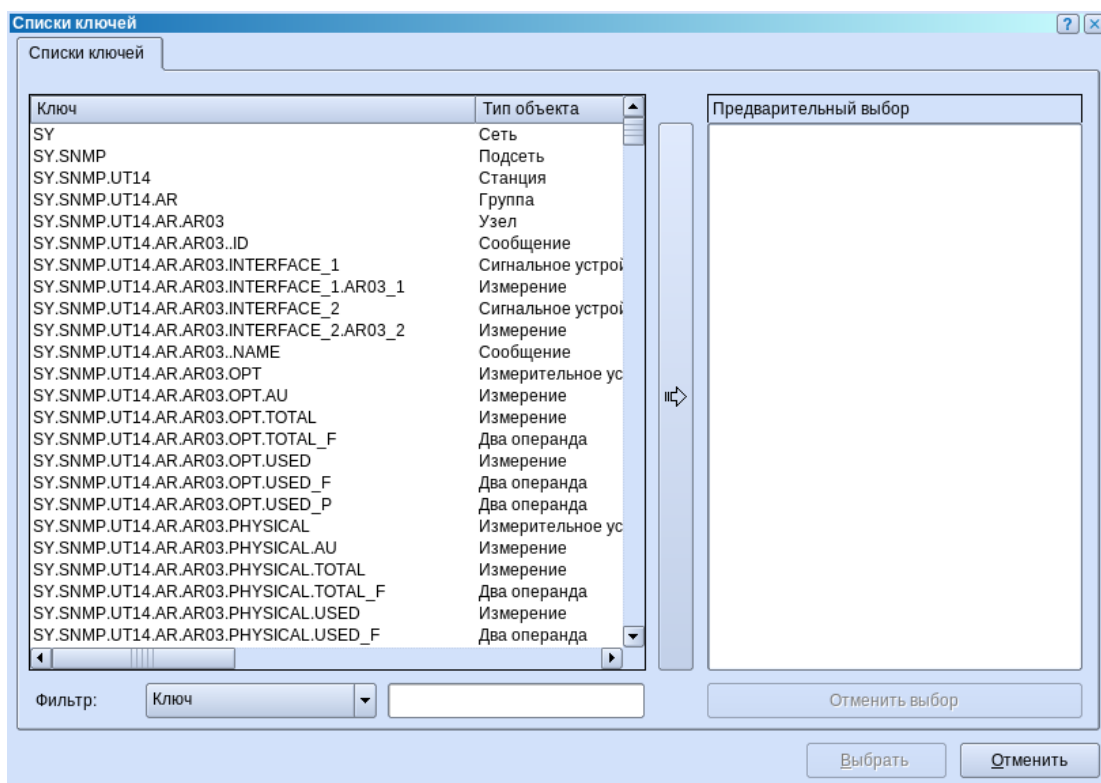 Списки ключей
Списки ключей
Ключ Тип объекта
SY Сеть
SY.SNMP Подсеть
SY.SNMP.UT14 Станция
SY.SNMP.UT14.AR Группа
SY.SNMP.UT14.AR.AR03 Узел
SY.SNMP.UT14.AR.AR03..ID Сообщение
SY.SNMP.UT14.AR.AR03.INTERFACE_1 Сигнальное устрой
SY.SNMP.UT14.AR.AR03.INTERFACE_1.AR03_1 Измерение
SY.SNMP.UT14.AR.AR03.INTERFACE_2 Сигнальное устрой
SY.SNMP.UT14.AR.AR03.INTERFACE_2.AR03_2 Измерение
SY.SNMP.UT14.AR.AR03..NAME Сообщение
SY.SNMP.UT14.AR.AR03.OPT Измерительное ус
SY.SNMP.UT14.AR.AR03.OPT.AU Измерение
SY.SNMP.UT14.AR.AR03.OPT.TOTAL Измерение
SY.SNMP.UT14.AR.AR03.OPT.TOTAL_F Два операнда
SY.SNMP.UT14.AR.AR03.OPT.USED Измерение
SY.SNMP.UT14.AR.AR03.OPT.USED_F Два операнда
SY.SNMP.UT14.AR.AR03.OPT.USED_P Два операнда
SY.SNMP.UT14.AR.AR03.PHYSICAL Измерительное ус
SY.SNMP.UT14.AR.AR03.PHYSICAL.AU Измерение
SY.SNMP.UT14.AR.AR03.PHYSICAL.TOTAL Измерение
SY.SNMP.UT14.AR.AR03.PHYSICAL.TOTAL_F Два операнда
SY.SNMP.UT14.AR.AR03.PHYSICAL.USED Измерение
SY.SNMP.UT14.AR.AR03.PHYSICAL.USED_F Два операнда
Предварительный выбор
Фильтр: Ключ
Отменить выбор
Выбрать Отменить